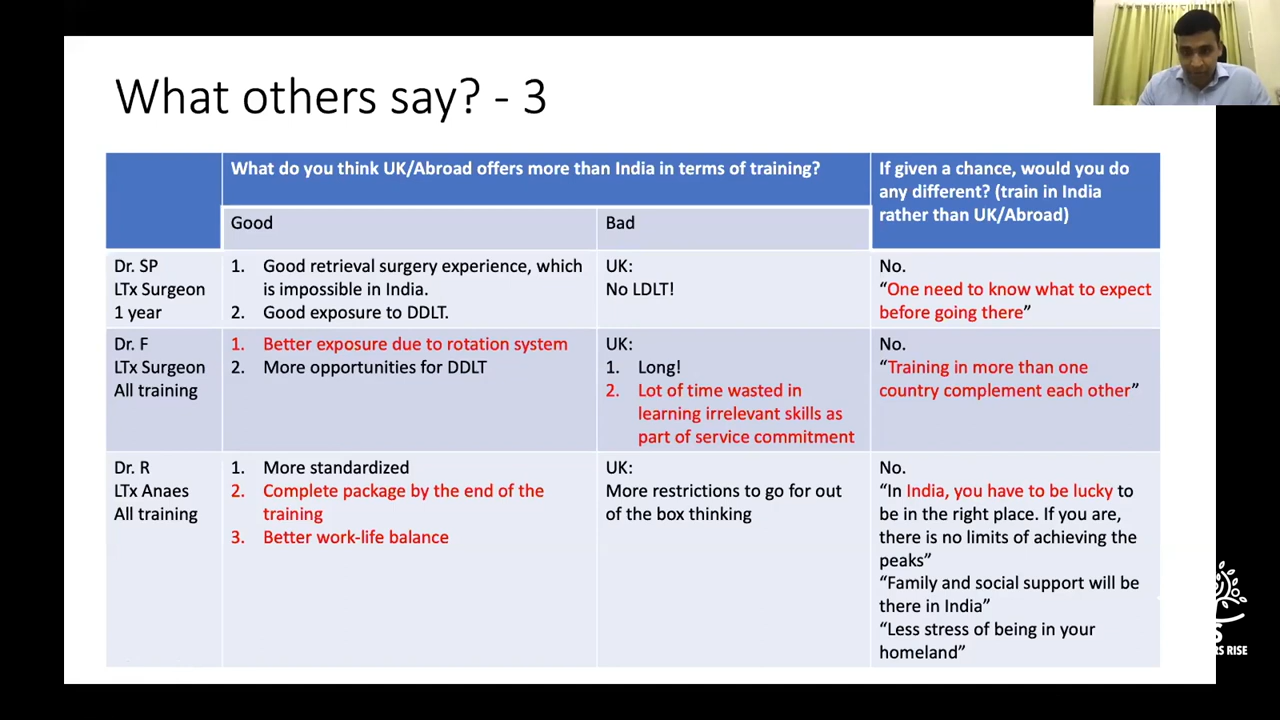 What others say? - 3
What do you think UK/Abroad offers more than India in terms of training?
If given a chance, would you do
any different? (train in India
rather than UK/Abroad)
Good
Bad
Dr. SP
LTx Surgeon
1 year
1. Good retrieval surgery experience, which
is impossible in India.
2. Good exposure to DDLT.
UK:
No LDLT!
No.
“One need to know what to expect
before going there”
Dr. F
LTx Surgeon
All training
1. Better exposure due to rotation system
2. More opportunities for DDLT
UK:
1. Long!
2. Lot of time wasted in
learning irrelevant skills as
part of service commitment
No.
“Training in more than one
country complement each other”
Dr. R
LTx Anaes
All training
1. More standardized
2. Complete package by the end of the
training
3. Better work-life balance
UK:
More restrictions to go for out
of the box thinking
No.
“In India, you have to be lucky to
be in the right place. If you are,
there is no limits of achieving the
peaks”
“Family and social support will be
there in India”
“Less stress of being in your
homeland”
RISE